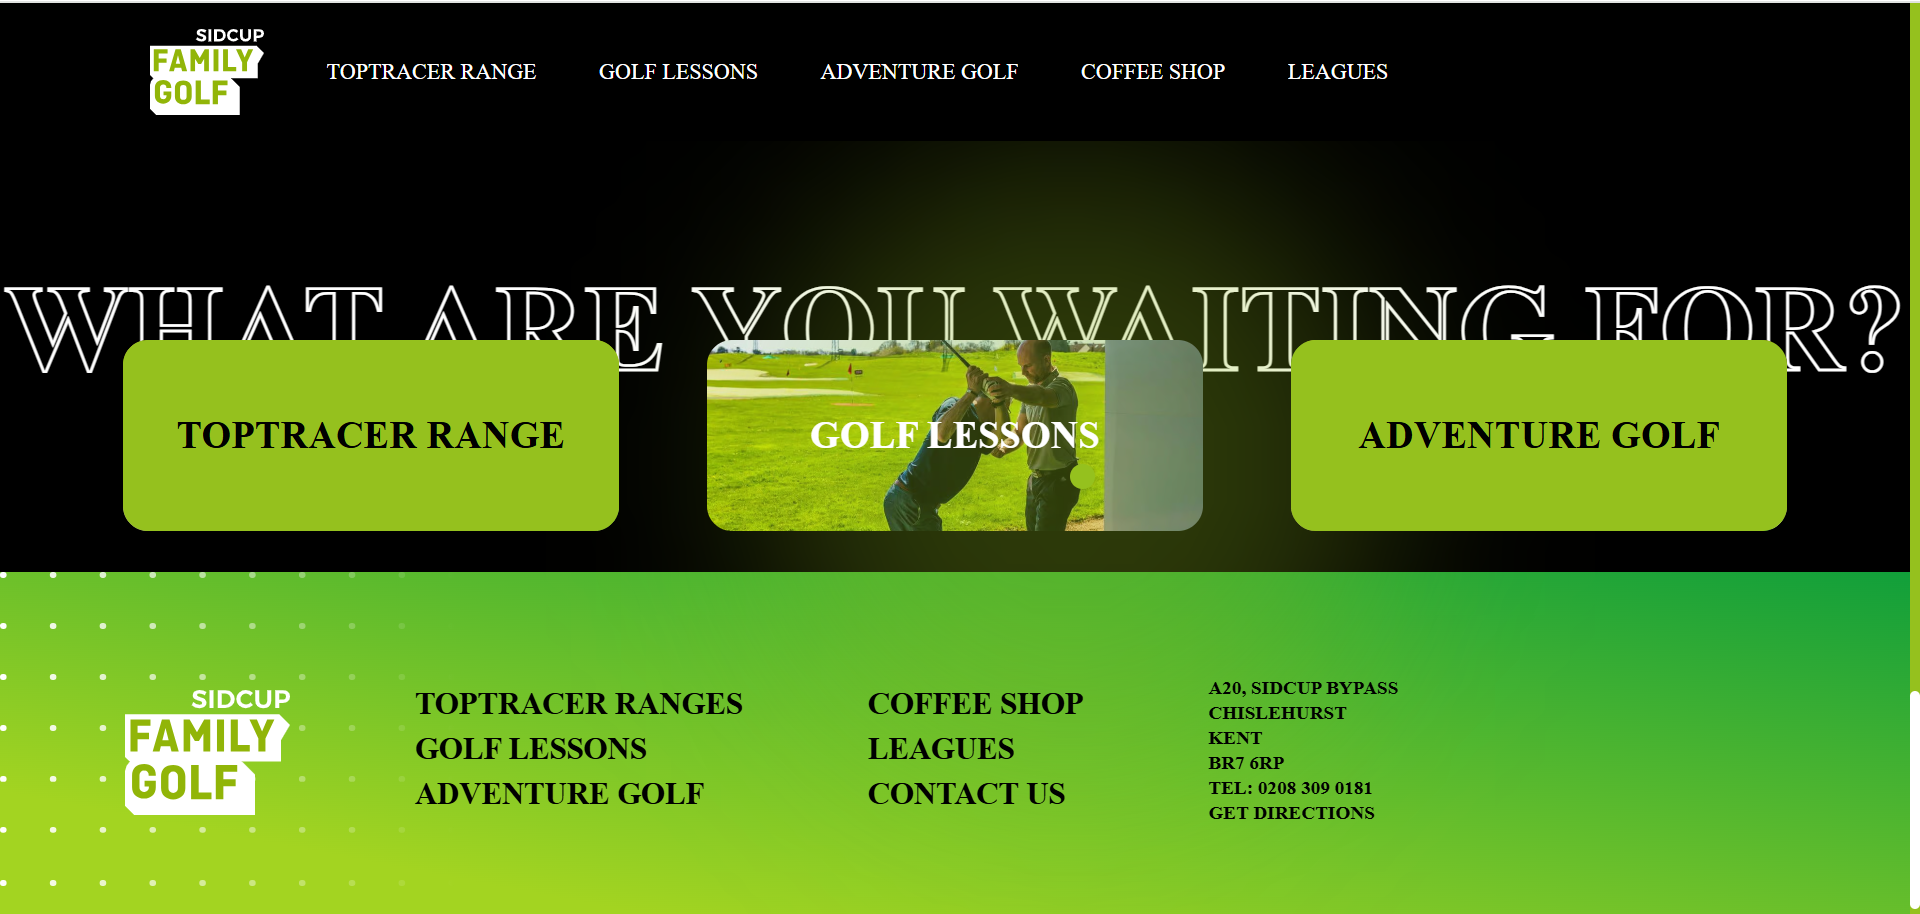 SIDCUP
FAMILY
GOLF
TOPTRACER RANGE
GOLF LESSONS
ADVENTURE GOLF
COFFEE SHOP
LEAGUES
WHAT ARE YOU WAITING FOR?
TOPTRACER RANGE
GOLF LESSONS
ADVENTURE GOLF
SIDCUP
FAMILY
GOLF
TOPTRACER RANGES
GOLF LESSONS
ADVENTURE GOLF
COFFEE SHOP
LEAGUES
CONTACT US
A20, SIDCUP BYPASS
CHISLEHURST
KENT
BR7 6RP
TEL: 0208 309 0181
GET DIRECTIONS